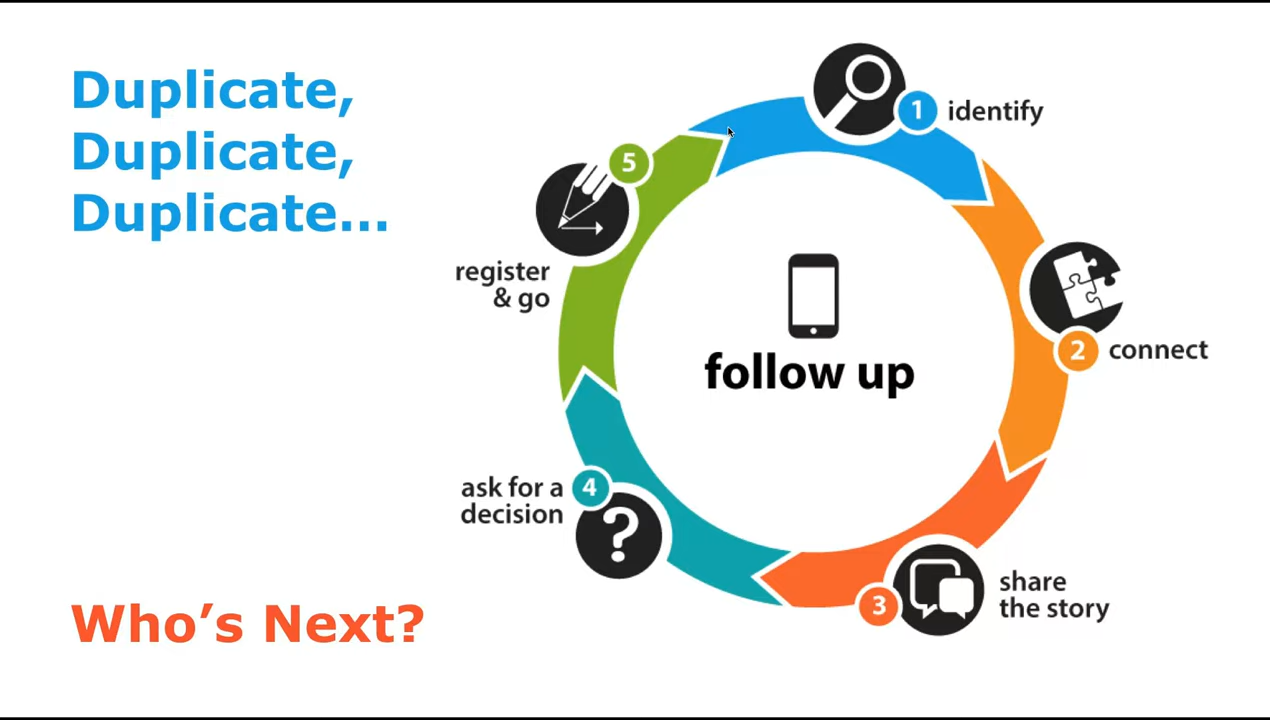 Duplicate,
Duplicate,
Duplicate...
1 identify
2 connect
3 share
the story
4 ask for a
decision
5 register
& go
follow up
Who’s Next?